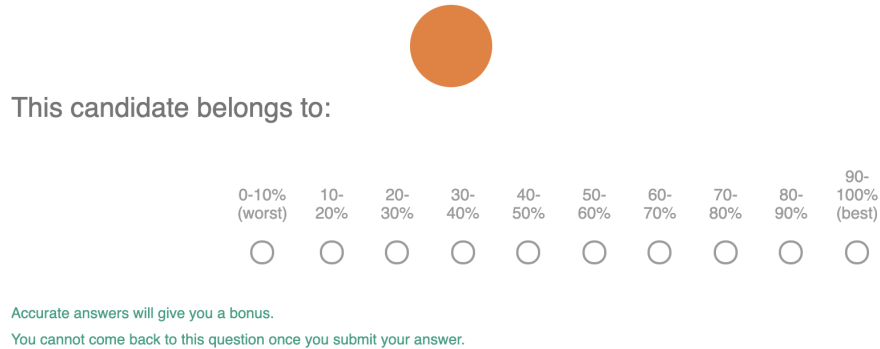 This candidate belongs to:
90-
0-10% 10- 20- 30- 40- 50- 60- 70- 80- 100%
(worst) 20% 30% 40% 50% 60% 70% 80% 90% (best)
Accurate answers will give you a bonus.
You cannot come back to this question once you submit your answer.